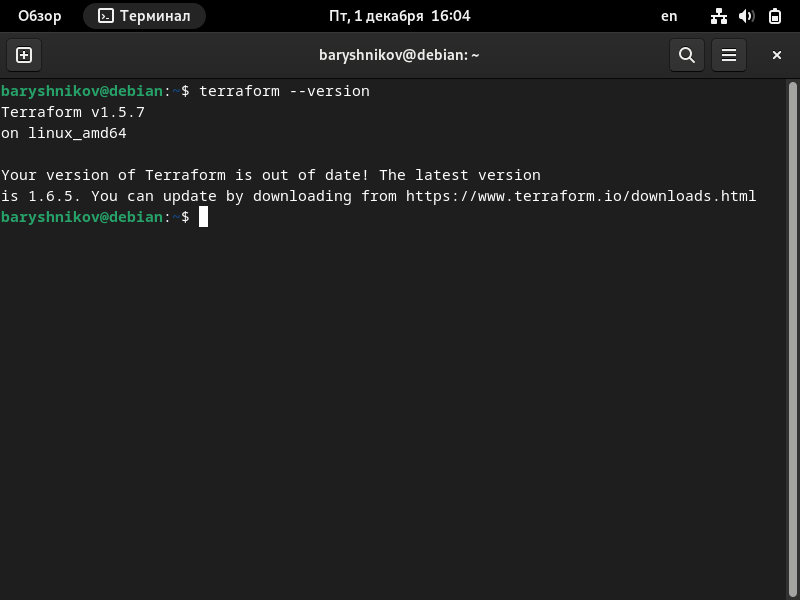 Обзор Терминал Пт, 1 декабря 16:04 en
baryshnikov@debian: ~
baryshnikov@debian:~$ terraform --version
Terraform v1.5.7
on linux_amd64
Your version of Terraform is out of date! The latest version
is 1.6.5. You can update by downloading from https://www.terraform.io/downloads.html
baryshnikov@debian:~$